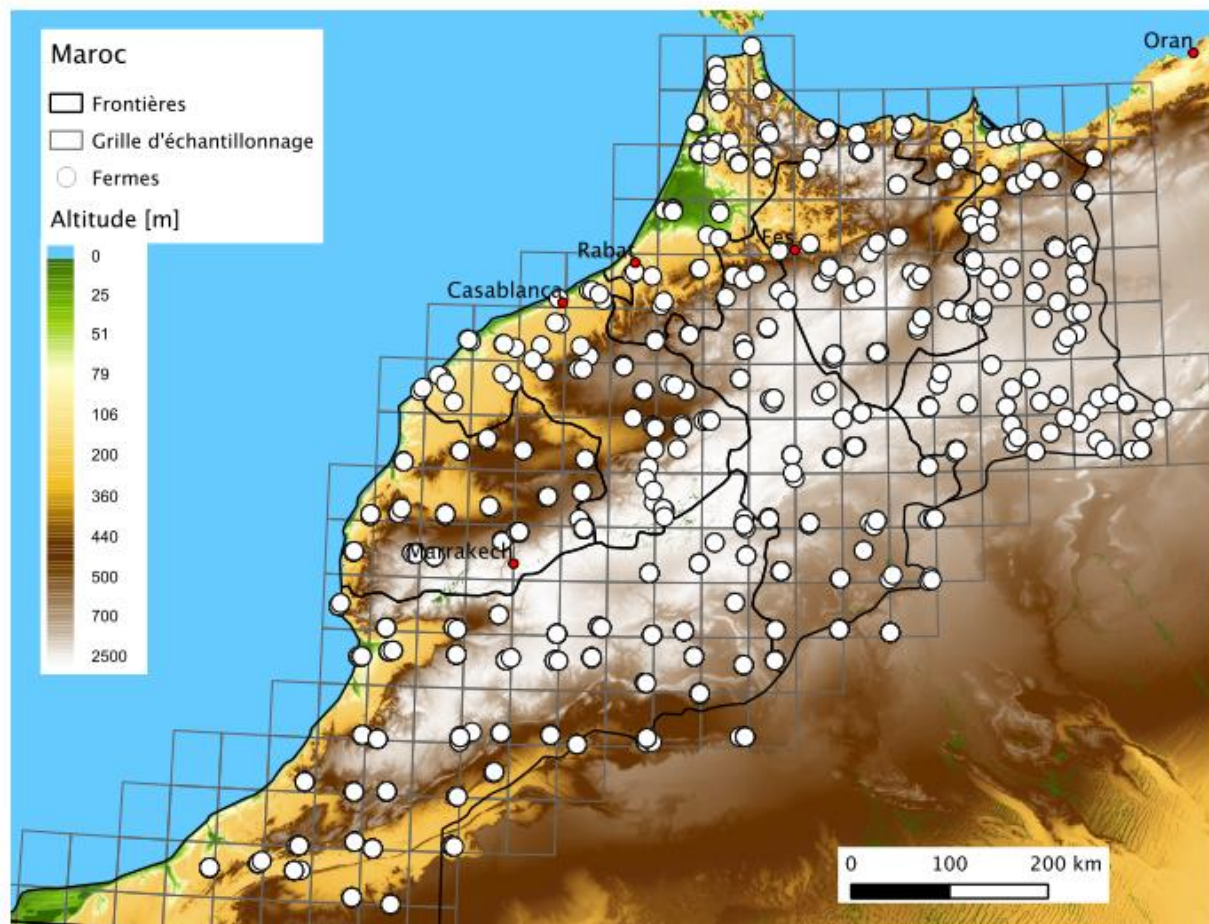 Maroc
Frontières
Grille d'échantillonnage
Fermes
Altitude [m]
0
25
51
79
106
200
360
440
500
700
2500
Oran
Fes
Rabat
Casablanca
Marrakech
0 100 200 km